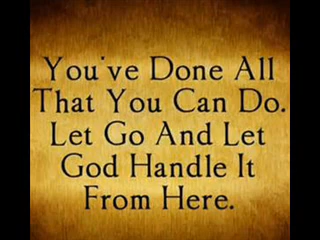 You've Done All
That You Can Do.
Let Go And Let
God Handle It
From Here.